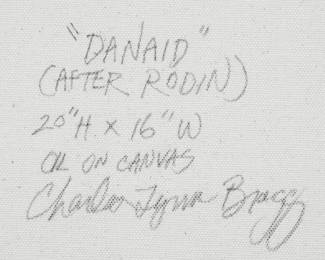 "DANAID"
(AFTER RODIN)
20"H x 16"W
OIL ON CANVAS
Charles Lynn Bragg